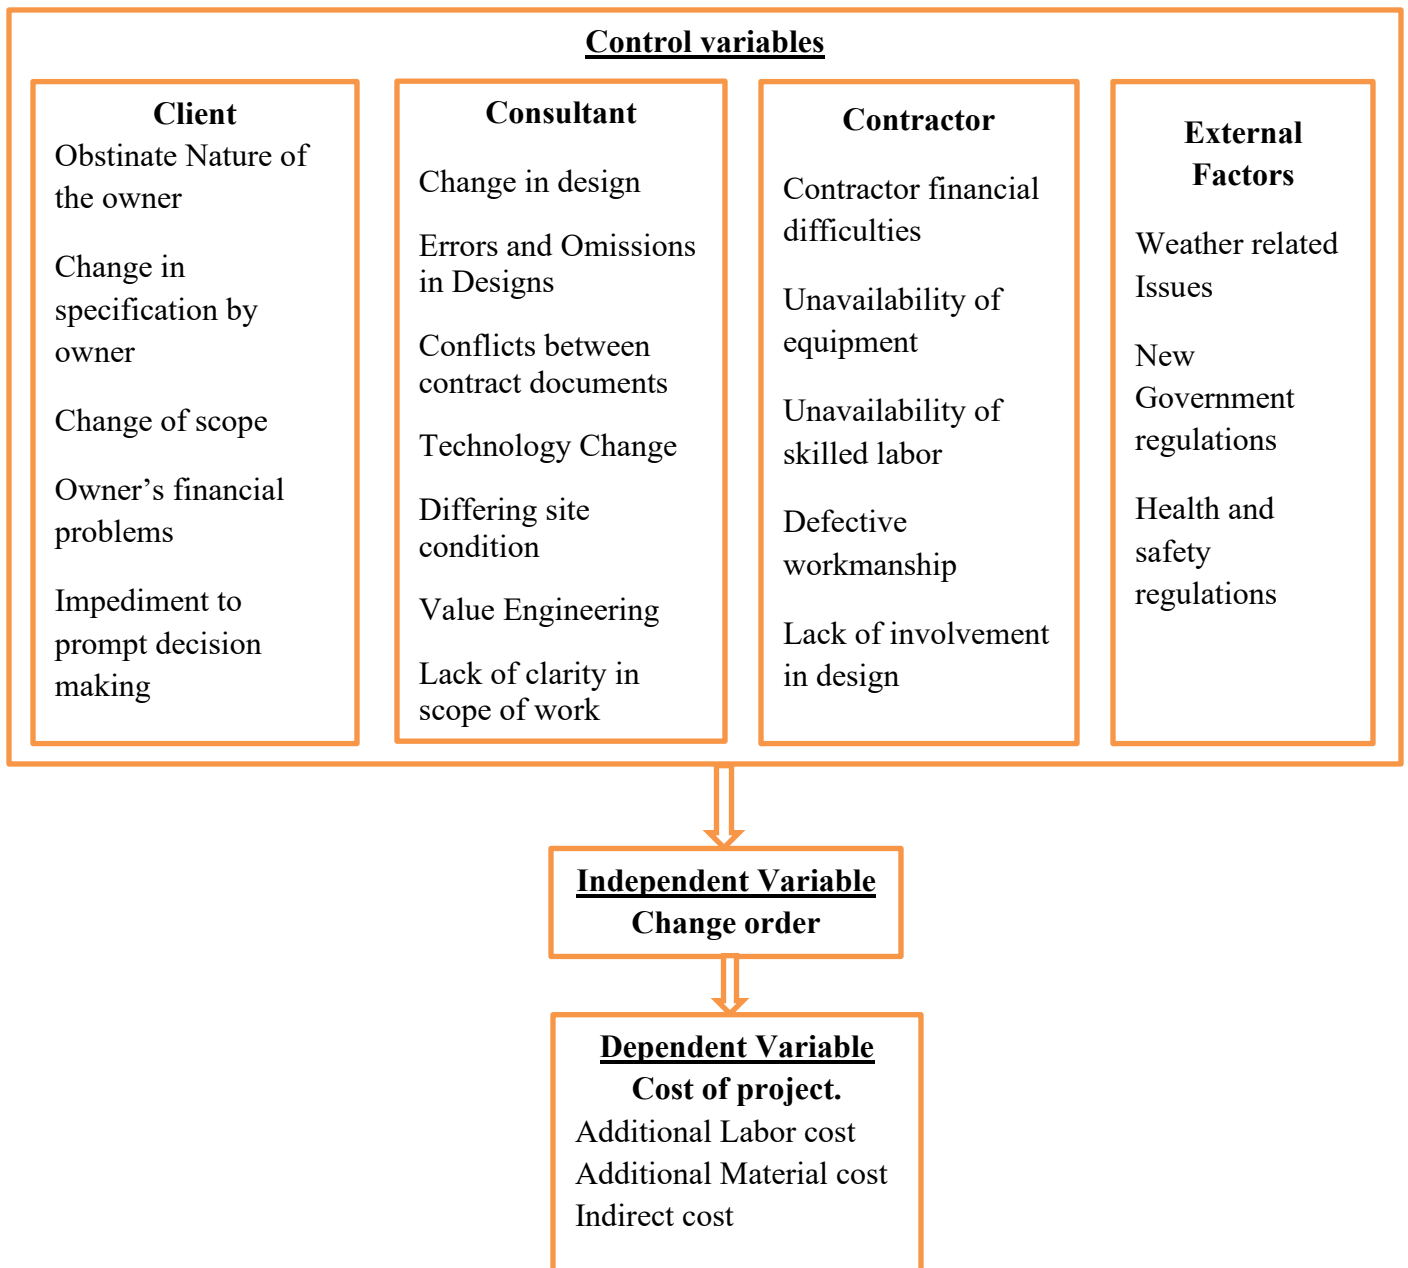 Control variables
Client
Obstinate Nature of
the owner
Change in
specification by
owner
Change of scope
Owner’s financial
problems
Impediment to
prompt decision
making
Consultant
Change in design
Errors and Omissions
in Designs
Conflicts between
contract documents
Technology Change
Differing site
condition
Value Engineering
Lack of clarity in
scope of work
Contractor
Contractor financial
difficulties
Unavailability of
equipment
Unavailability of
skilled labor
Defective
workmanship
Lack of involvement
in design
External
Factors
Weather related
Issues
New
Government
regulations
Health and
safety
regulations
Independent Variable
Change order
Dependent Variable
Cost of project.
Additional Labor cost
Additional Material cost
Indirect cost